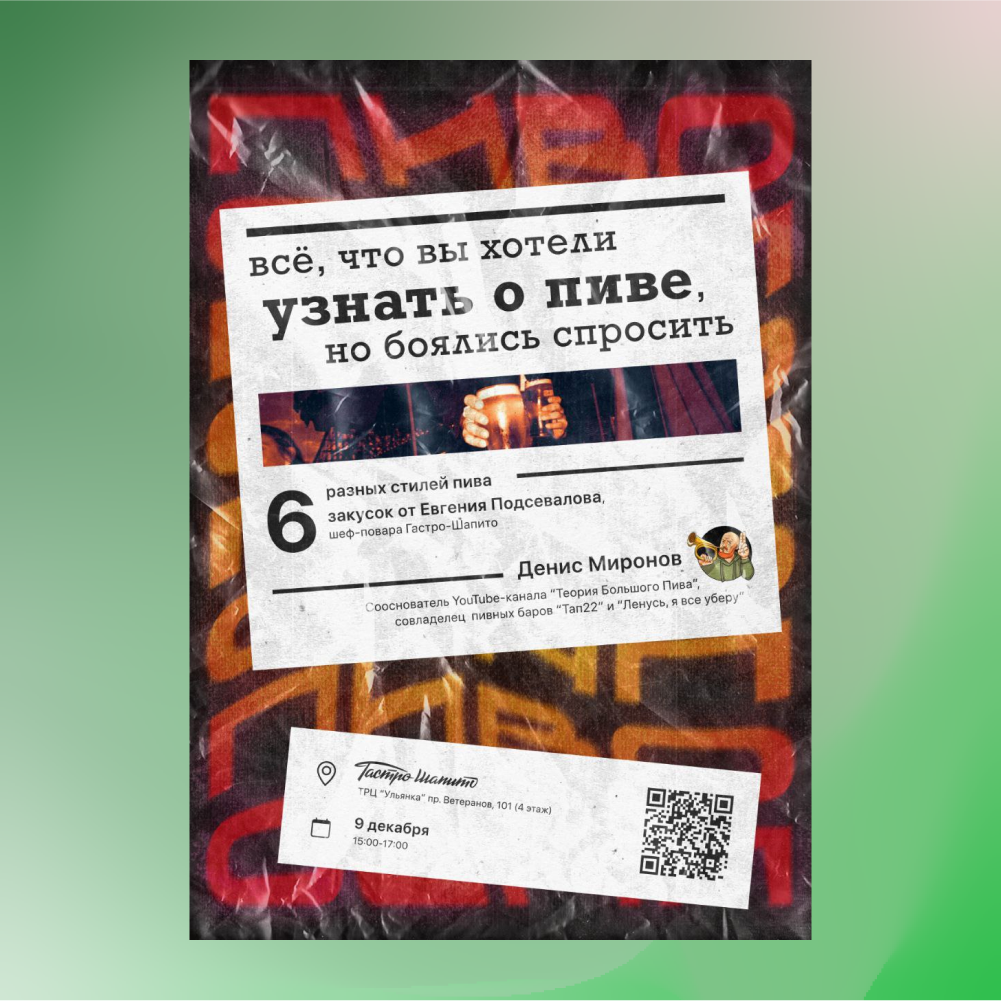 ПИВО
всё, что вы хотели
узнать о пиве,
но боялись спросить
6
разных стилей пива
закусок от Евгения Подсевалова,
шеф-повара Гастро-Шапито
Денис Миронов
Сооснователь YouTube-канала “Теория Большого Пива”,
совладелец пивных баров “Тап22” и “Ленусь, я все уберу”
ПИВО
Гастро Шапито
ТРЦ “Ульянка” пр. Ветеранов, 101 (4 этаж)
9 декабря
15:00-17:00